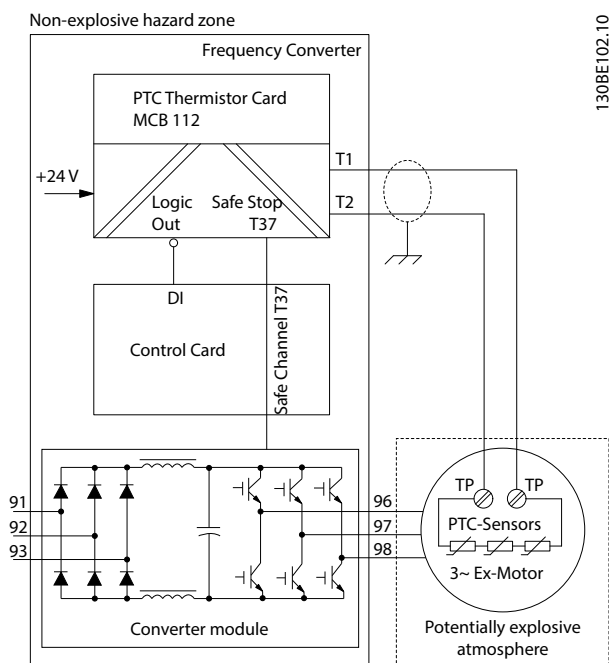 Non-explosive hazard zone
130BE102.10
Frequency Converter
PTC Thermistor Card
MCB 112
T1
+24 V
Logic
Out
Safe Stop
T37
T2
DI
Control Card
Safe Channel T37
91
92
93
96
97
98
TP
TP
PTC-Sensors
3~ Ex-Motor
Converter module
Potentially explosive
atmosphere